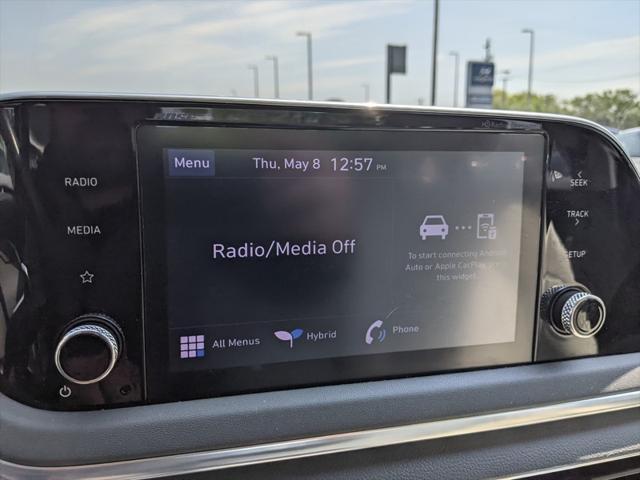 Menu
Thu, May 8 12:57 PM
RADIO
MEDIA
Radio/Media Off
To start connecting Android
Auto or Apple CarPlay, press
this widget.
All Menus
Hybrid
Phone
SEEK
TRACK
SETUP